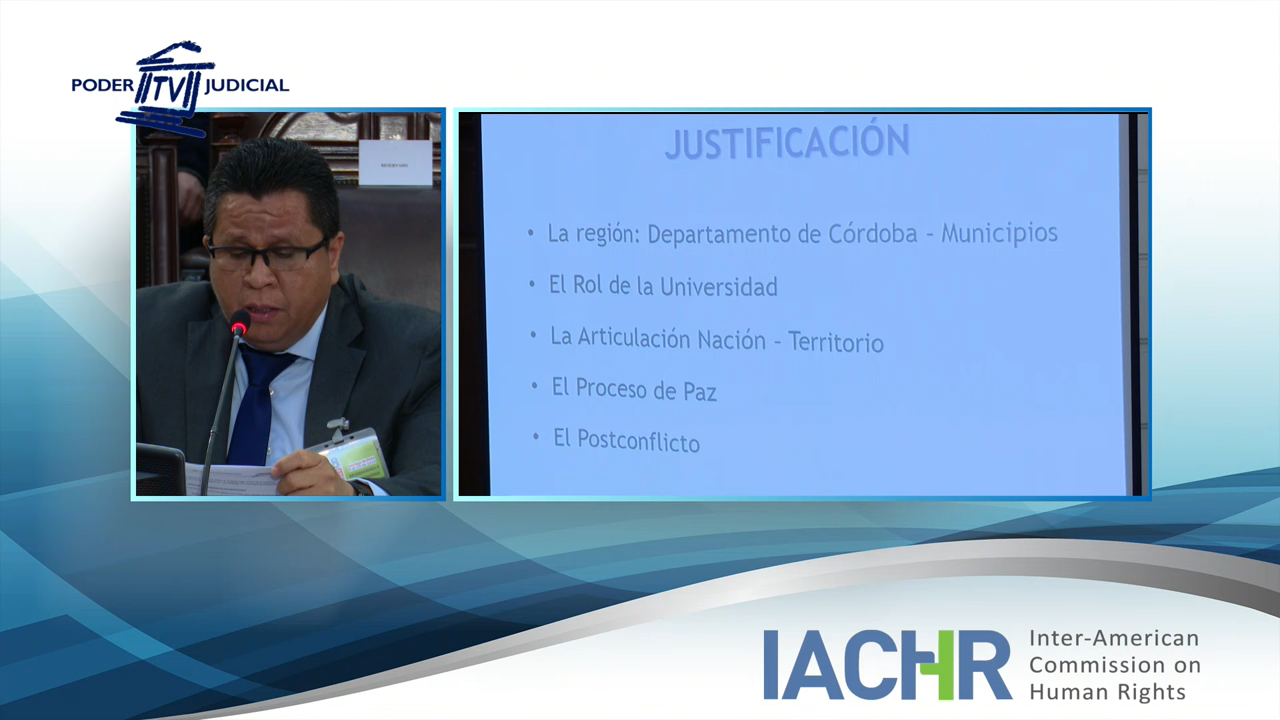 PODER TV JUDICIAL
JUSTIFICACIÓN
• La región: Departamento de Córdoba – Municipios
• El Rol de la Universidad
• La Articulación Nación – Territorio
• El Proceso de Paz
• El Postconflicto
IACHR
Inter-American
Commission on
Human Rights